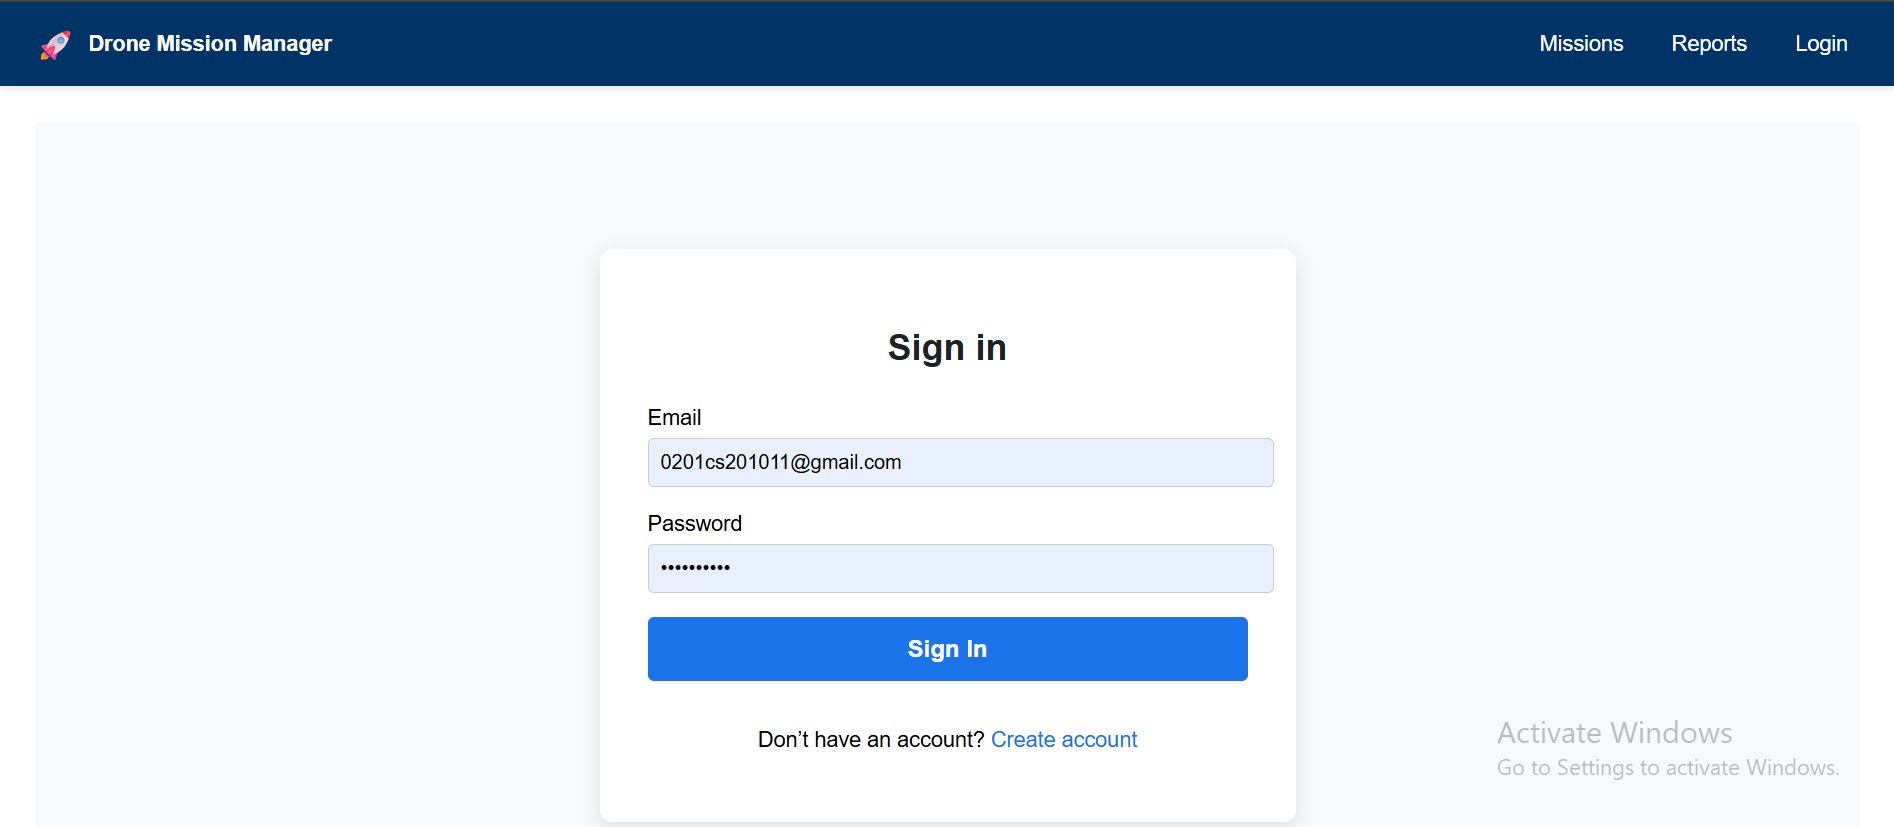 Drone Mission Manager
Missions Reports Login
Sign in
Email
0201cs201011@gmail.com
Password
••••••••••
Sign In
Don’t have an account? Create account
Activate Windows
Go to Settings to activate Windows.